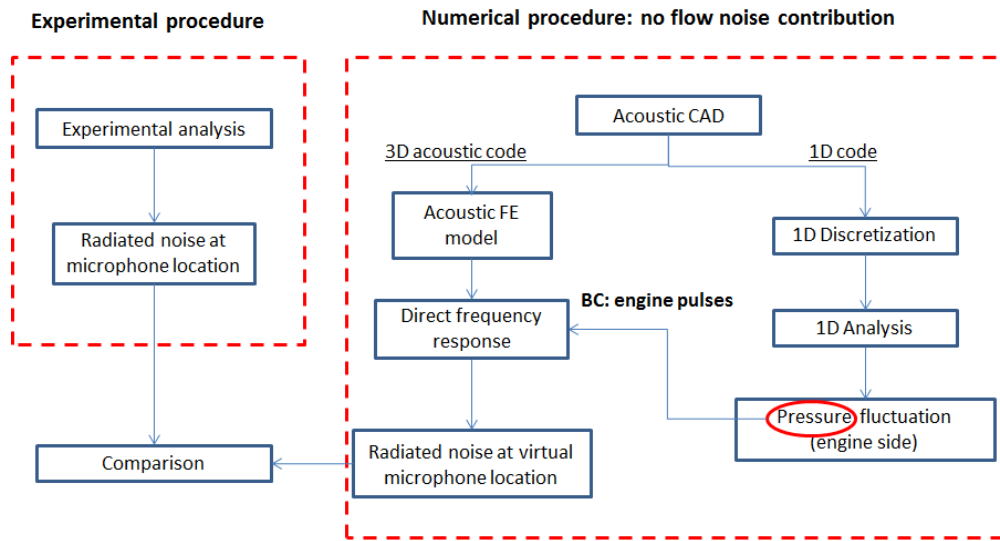 Experimental procedure
Numerical procedure: no flow noise contribution
Experimental analysis
Radiated noise at
microphone location
Comparison
Acoustic CAD
3D acoustic code
1D code
Acoustic FE
model
1D Discretization
BC: engine pulses
Direct frequency
response
1D Analysis
Pressure fluctuation
(engine side)
Radiated noise at virtual
microphone location